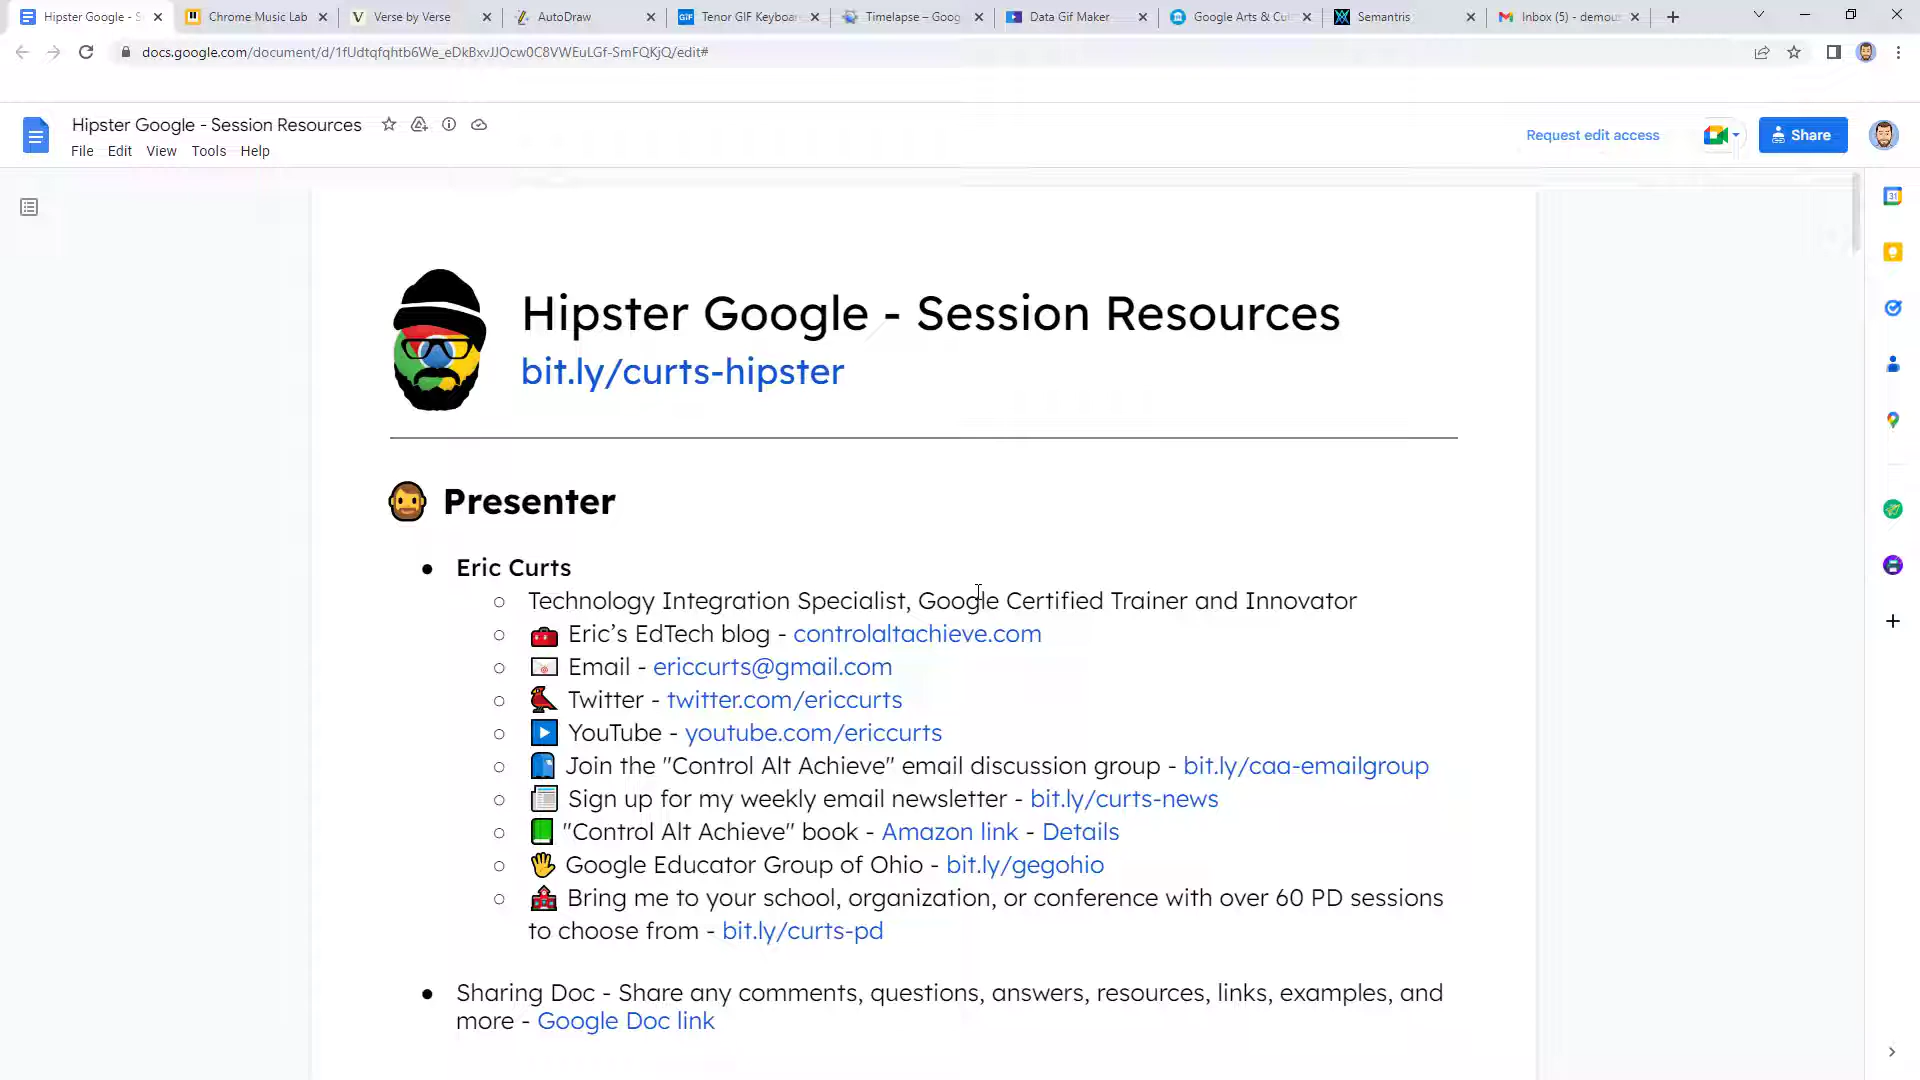 Hipster Google - S
Chrome Music Lab
Verse by Verse
AutoDraw
Tenor GIF Keyboar
Timelapse – Goog
Data Gif Maker
Google Arts & Cul
Semantris
Inbox (5) - demou
docs.google.com/document/d/1fUdtqfqhtb6We_eDkBxvJJOcw0C8VWEuLGf-SmFQKjQ/edit#
Hipster Google - Session Resources
File Edit View Tools Help
Request edit access
Share
Hipster Google - Session Resources
bit.ly/curts-hipster
Presenter
● Eric Curts
○ Technology Integration Specialist, Google Certified Trainer and Innovator
○ Eric’s EdTech blog - controlaltachieve.com
○ Email - ericcurts@gmail.com
○ Twitter - twitter.com/ericcurts
○ YouTube - youtube.com/ericcurts
○ Join the "Control Alt Achieve" email discussion group - bit.ly/caa-emailgroup
○ Sign up for my weekly email newsletter - bit.ly/curts-news
○ "Control Alt Achieve" book - Amazon link - Details
○ Google Educator Group of Ohio - bit.ly/gegohio
○ Bring me to your school, organization, or conference with over 60 PD sessions
to choose from - bit.ly/curts-pd
● Sharing Doc - Share any comments, questions, answers, resources, links, examples, and
more - Google Doc link